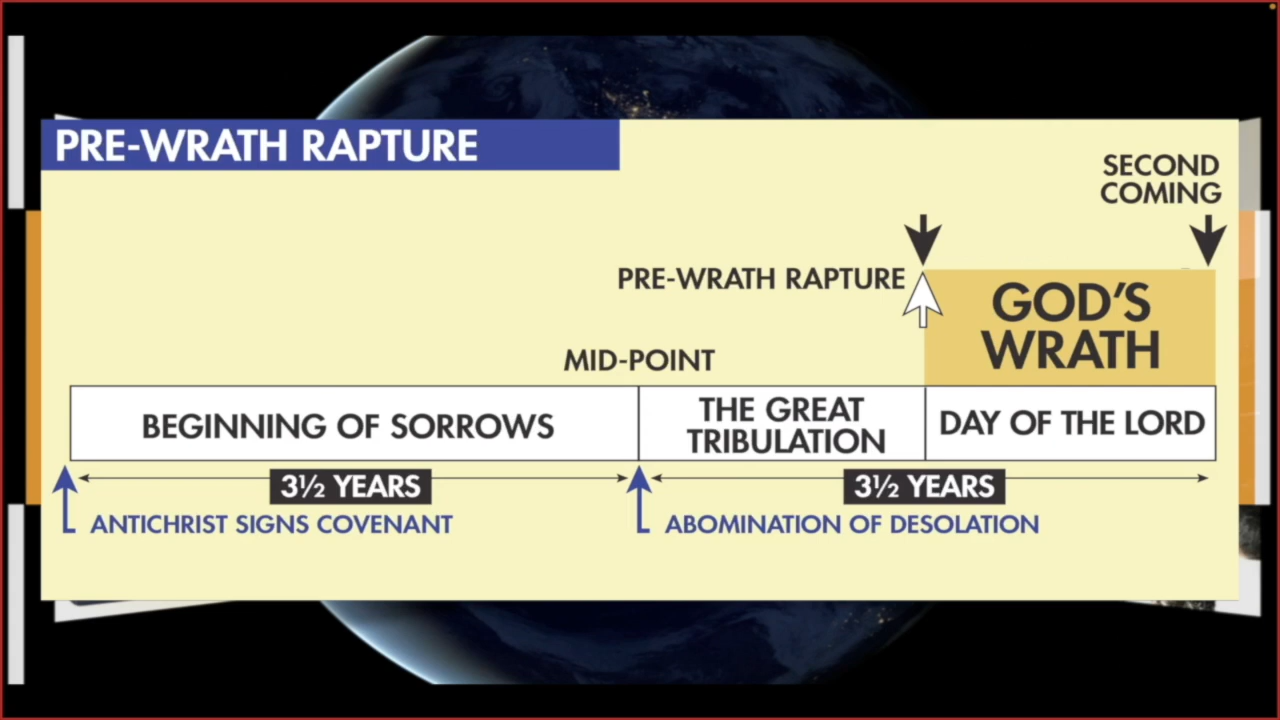 PRE-WRATH RAPTURE
SECOND
COMING
PRE-WRATH RAPTURE
GOD'S
WRATH
MID-POINT
BEGINNING OF SORROWS
THE GREAT
TRIBULATION
DAY OF THE LORD
3½ YEARS
3½ YEARS
ANTICHRIST SIGNS COVENANT
ABOMINATION OF DESOLATION